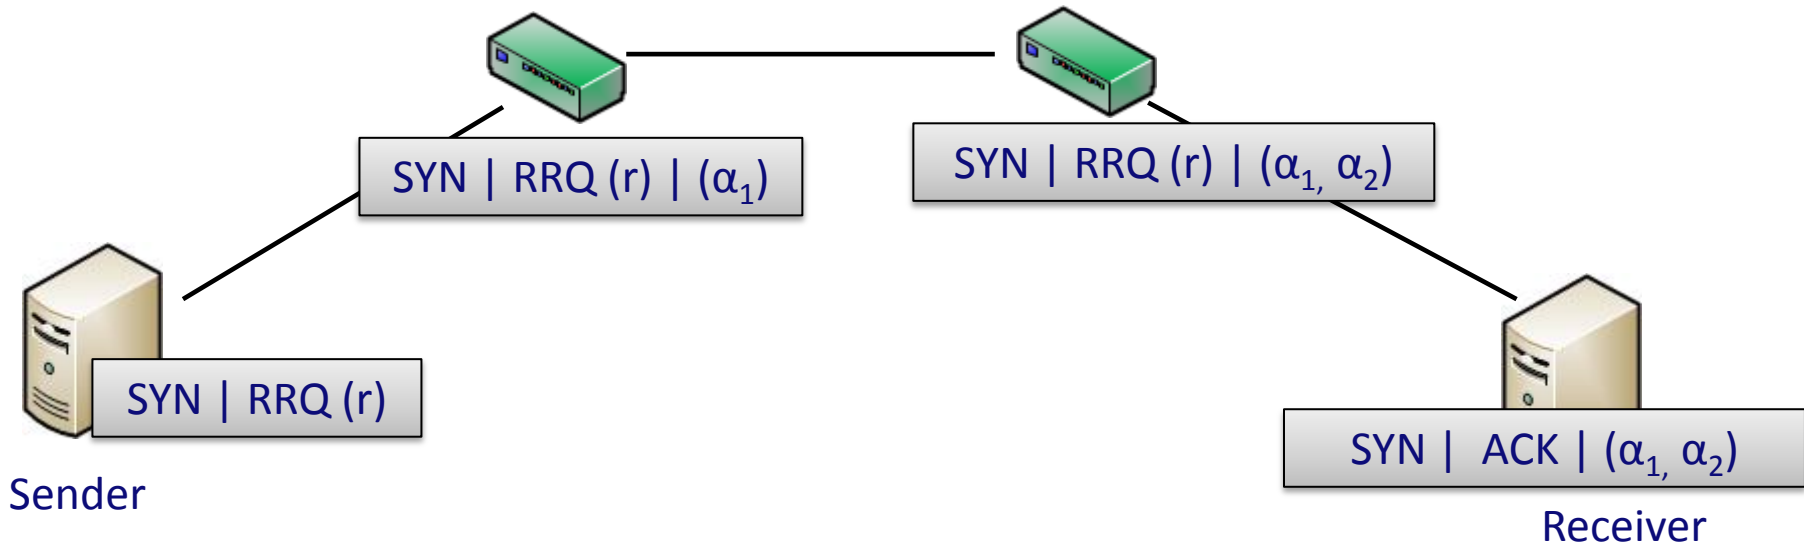 SYN | RRQ (r) | (α₁)
SYN | RRQ (r) | (α₁, α₂)
SYN | RRQ (r)
SYN | ACK | (α₁, α₂)
Sender
Receiver